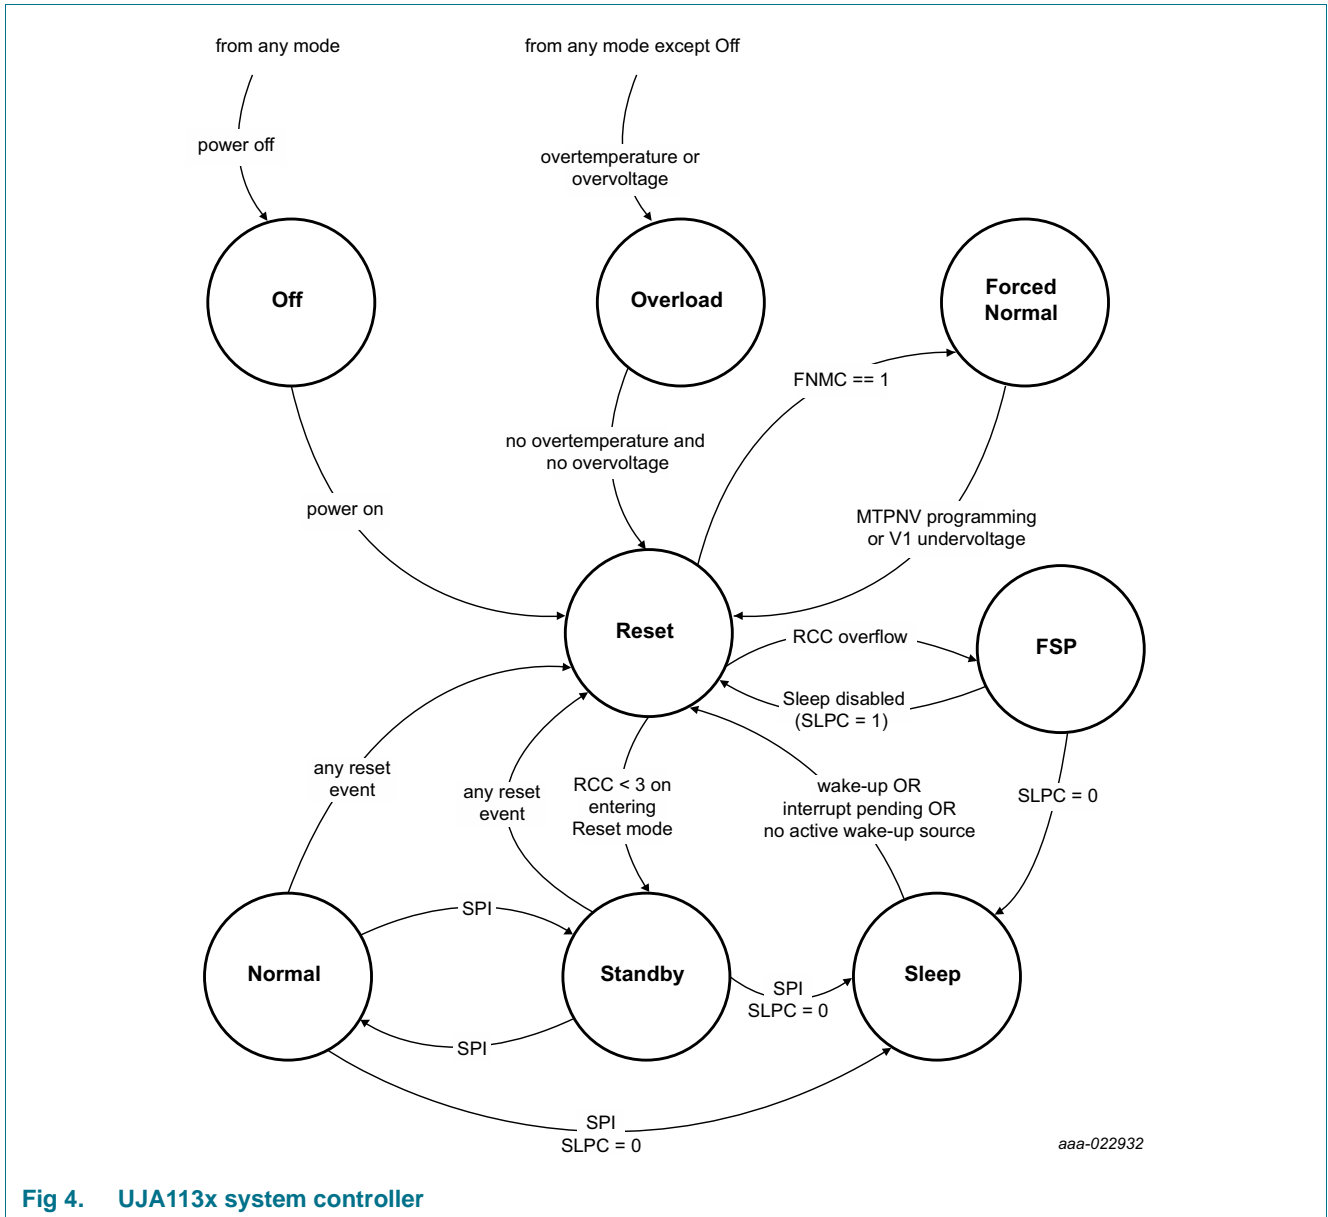 from any mode
from any mode except Off
power off
overtemperature or
overvoltage
Off
Overload
Forced
Normal
FNMC == 1
no overtemperature and
no overvoltage
power on
MTPNV programming
or V1 undervoltage
Reset
RCC overflow
FSP
Sleep disabled
(SLPC = 1)
any reset
event
any reset
event
RCC < 3 on
entering
Reset mode
wake-up OR
interrupt pending OR
no active wake-up source
SLPC = 0
SPI
Normal
Standby
Sleep
SPI
SLPC = 0
SPI
SPI
SLPC = 0
aaa-022932
Fig 4. UJA113x system controller